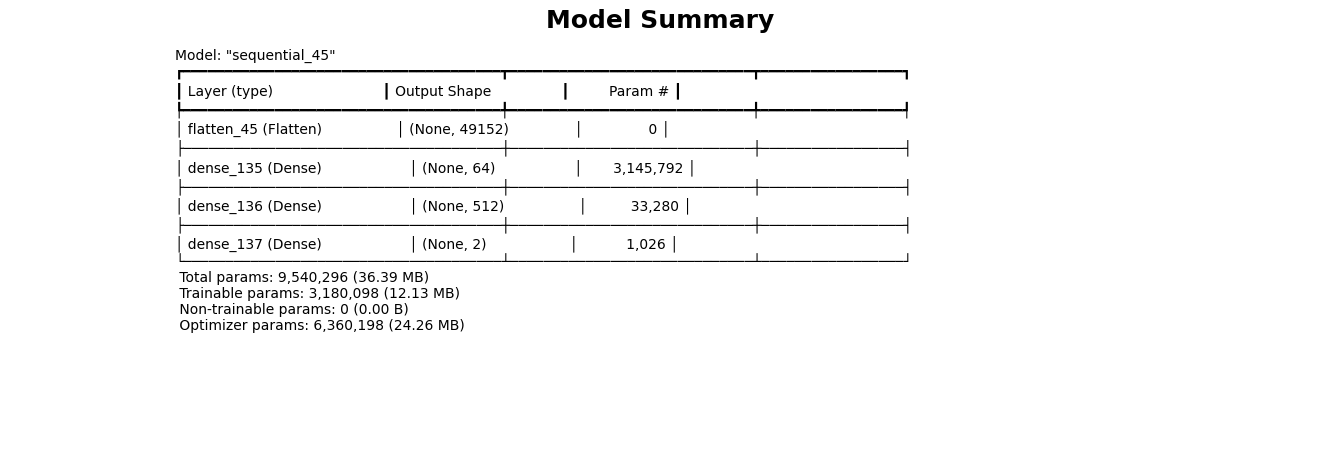 Model Summary
Model: "sequential_45"
┏━━━━━━━━━━━━━━━━━━━━━━━━━━━━━━━━━━━━━━┳━━━━━━━━━━━━━━━━━━━━━━━━━━━━━┳━━━━━━━━━━━━━━━━━┓
┃ Layer (type) ┃ Output Shape ┃ Param # ┃
┡━━━━━━━━━━━━━━━━━━━━━━━━━━━━━━━━━━━━━━╇━━━━━━━━━━━━━━━━━━━━━━━━━━━━━╇━━━━━━━━━━━━━━━━━┩
│ flatten_45 (Flatten) │ (None, 49152) │ 0 │
├──────────────────────────────────────┼─────────────────────────────┼─────────────────┤
│ dense_135 (Dense) │ (None, 64) │ 3,145,792 │
├──────────────────────────────────────┼─────────────────────────────┼─────────────────┤
│ dense_136 (Dense) │ (None, 512) │ 33,280 │
├──────────────────────────────────────┼─────────────────────────────┼─────────────────┤
│ dense_137 (Dense) │ (None, 2) │ 1,026 │
└──────────────────────────────────────┴─────────────────────────────┴─────────────────┘
Total params: 9,540,296 (36.39 MB)
Trainable params: 3,180,098 (12.13 MB)
Non-trainable params: 0 (0.00 B)
Optimizer params: 6,360,198 (24.26 MB)